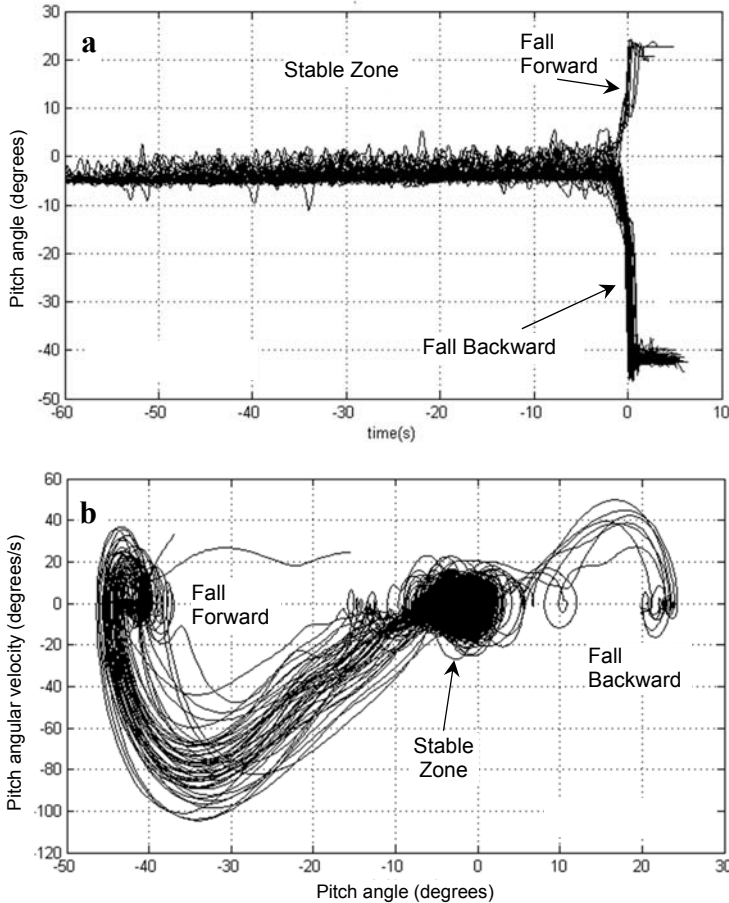 a
Stable Zone
Fall
Forward
Fall Backward
Pitch angle (degrees)
30
20
10
0
-10
-20
-30
-40
-50
-60 -50 -40 -30 -20 -10 0 10
time(s)
b
Fall
Forward
Fall
Backward
Stable
Zone
Pitch angular velocity (degrees/s)
60
40
20
0
-20
-40
-60
-80
-100
-120
-50 -40 -30 -20 -10 0 10 20 30
Pitch angle (degrees)